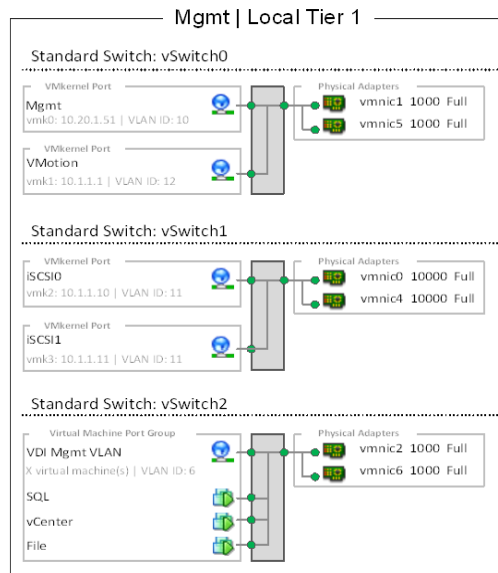 Mgmt | Local Tier 1
Standard Switch: vSwitch0
VMkernel Port
Physical Adapters
Mgmt
vmk0: 10.20.1.51 | VLAN ID: 10
vmnic1 1000 Full
vmnic5 1000 Full
VMkernel Port
VMotion
vmk1: 10.1.1.1 | VLAN ID: 12
Standard Switch: vSwitch1
VMkernel Port
Physical Adapters
iSCSI0
vmk2: 10.1.1.10 | VLAN ID: 11
vmnic0 10000 Full
vmnic4 10000 Full
VMkernel Port
iSCSI1
vmk3: 10.1.1.11 | VLAN ID: 11
Standard Switch: vSwitch2
Virtual Machine Port Group
Physical Adapters
VDI Mgmt VLAN
X virtual machine(s) | VLAN ID: 6
vmnic2 1000 Full
vmnic6 1000 Full
SQL
vCenter
File